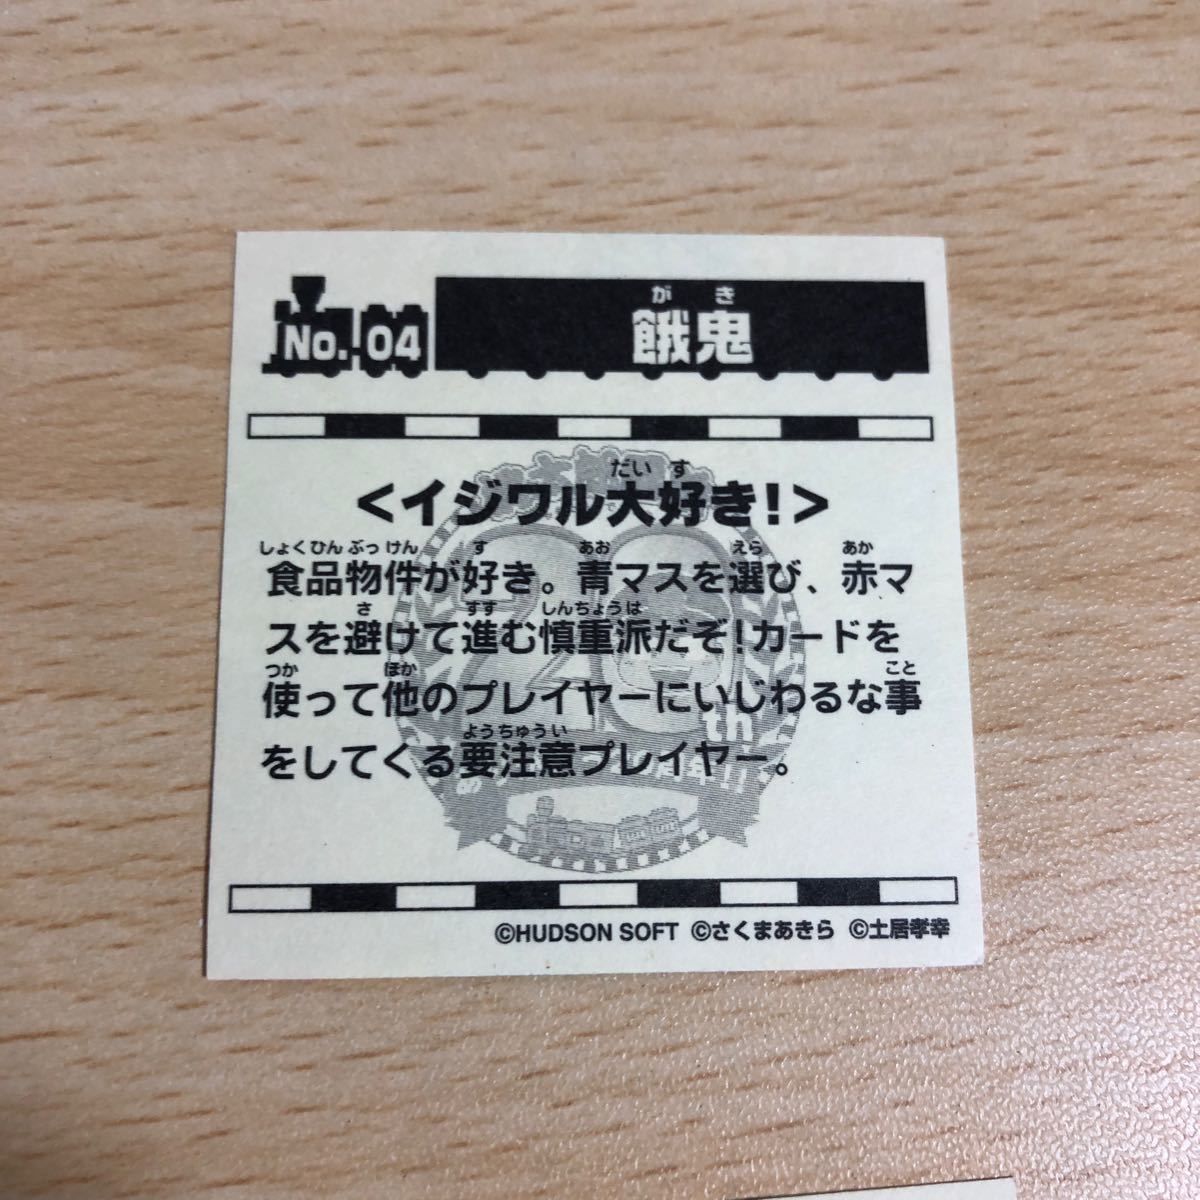 No. 04
がき
餓鬼
だいす
<イジワル大好き!>
しょくひんぶっけん す あお えら あか
食品物件が好き。青マスを選び、赤マ
さ すす しんちょうは
スを避けて進む慎重派だぞ!カードを
つか ほか こと
使って他のプレイヤーにいじわるな事
ようちゅうい
をしてくる要注意プレイヤー。
20th
©HUDSON SOFT ©さくまあきら ©土居孝幸